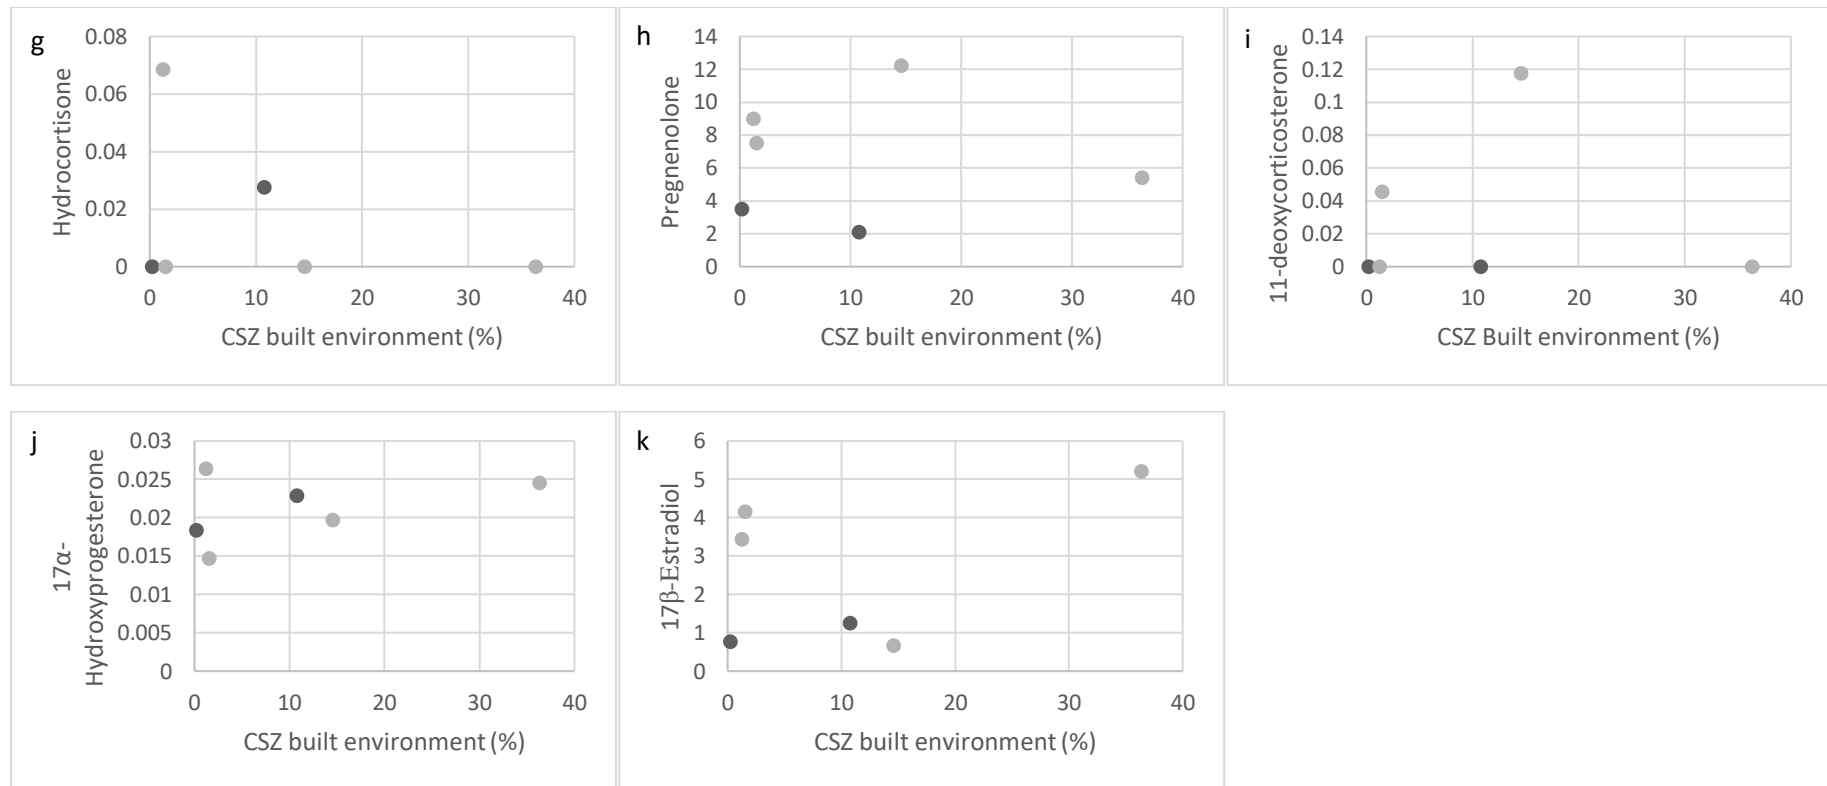 g
Hydrocortisone
0.08
0.06
0.04
0.02
0
0 10 20 30 40
CSZ built environment (%)
h
Pregnenolone
14
12
10
8
6
4
2
0
0 10 20 30 40
CSZ built environment (%)
i
11-deoxycorticosterone
0.14
0.12
0.1
0.08
0.06
0.04
0.02
0
0 10 20 30 40
CSZ Built environment (%)
j
17α-
Hydroxyprogesterone
0.03
0.025
0.02
0.015
0.01
0.005
0
0 10 20 30 40
CSZ built environment (%)
k
17β-Estradiol
6
5
4
3
2
1
0
0 10 20 30 40
CSZ built environment (%)